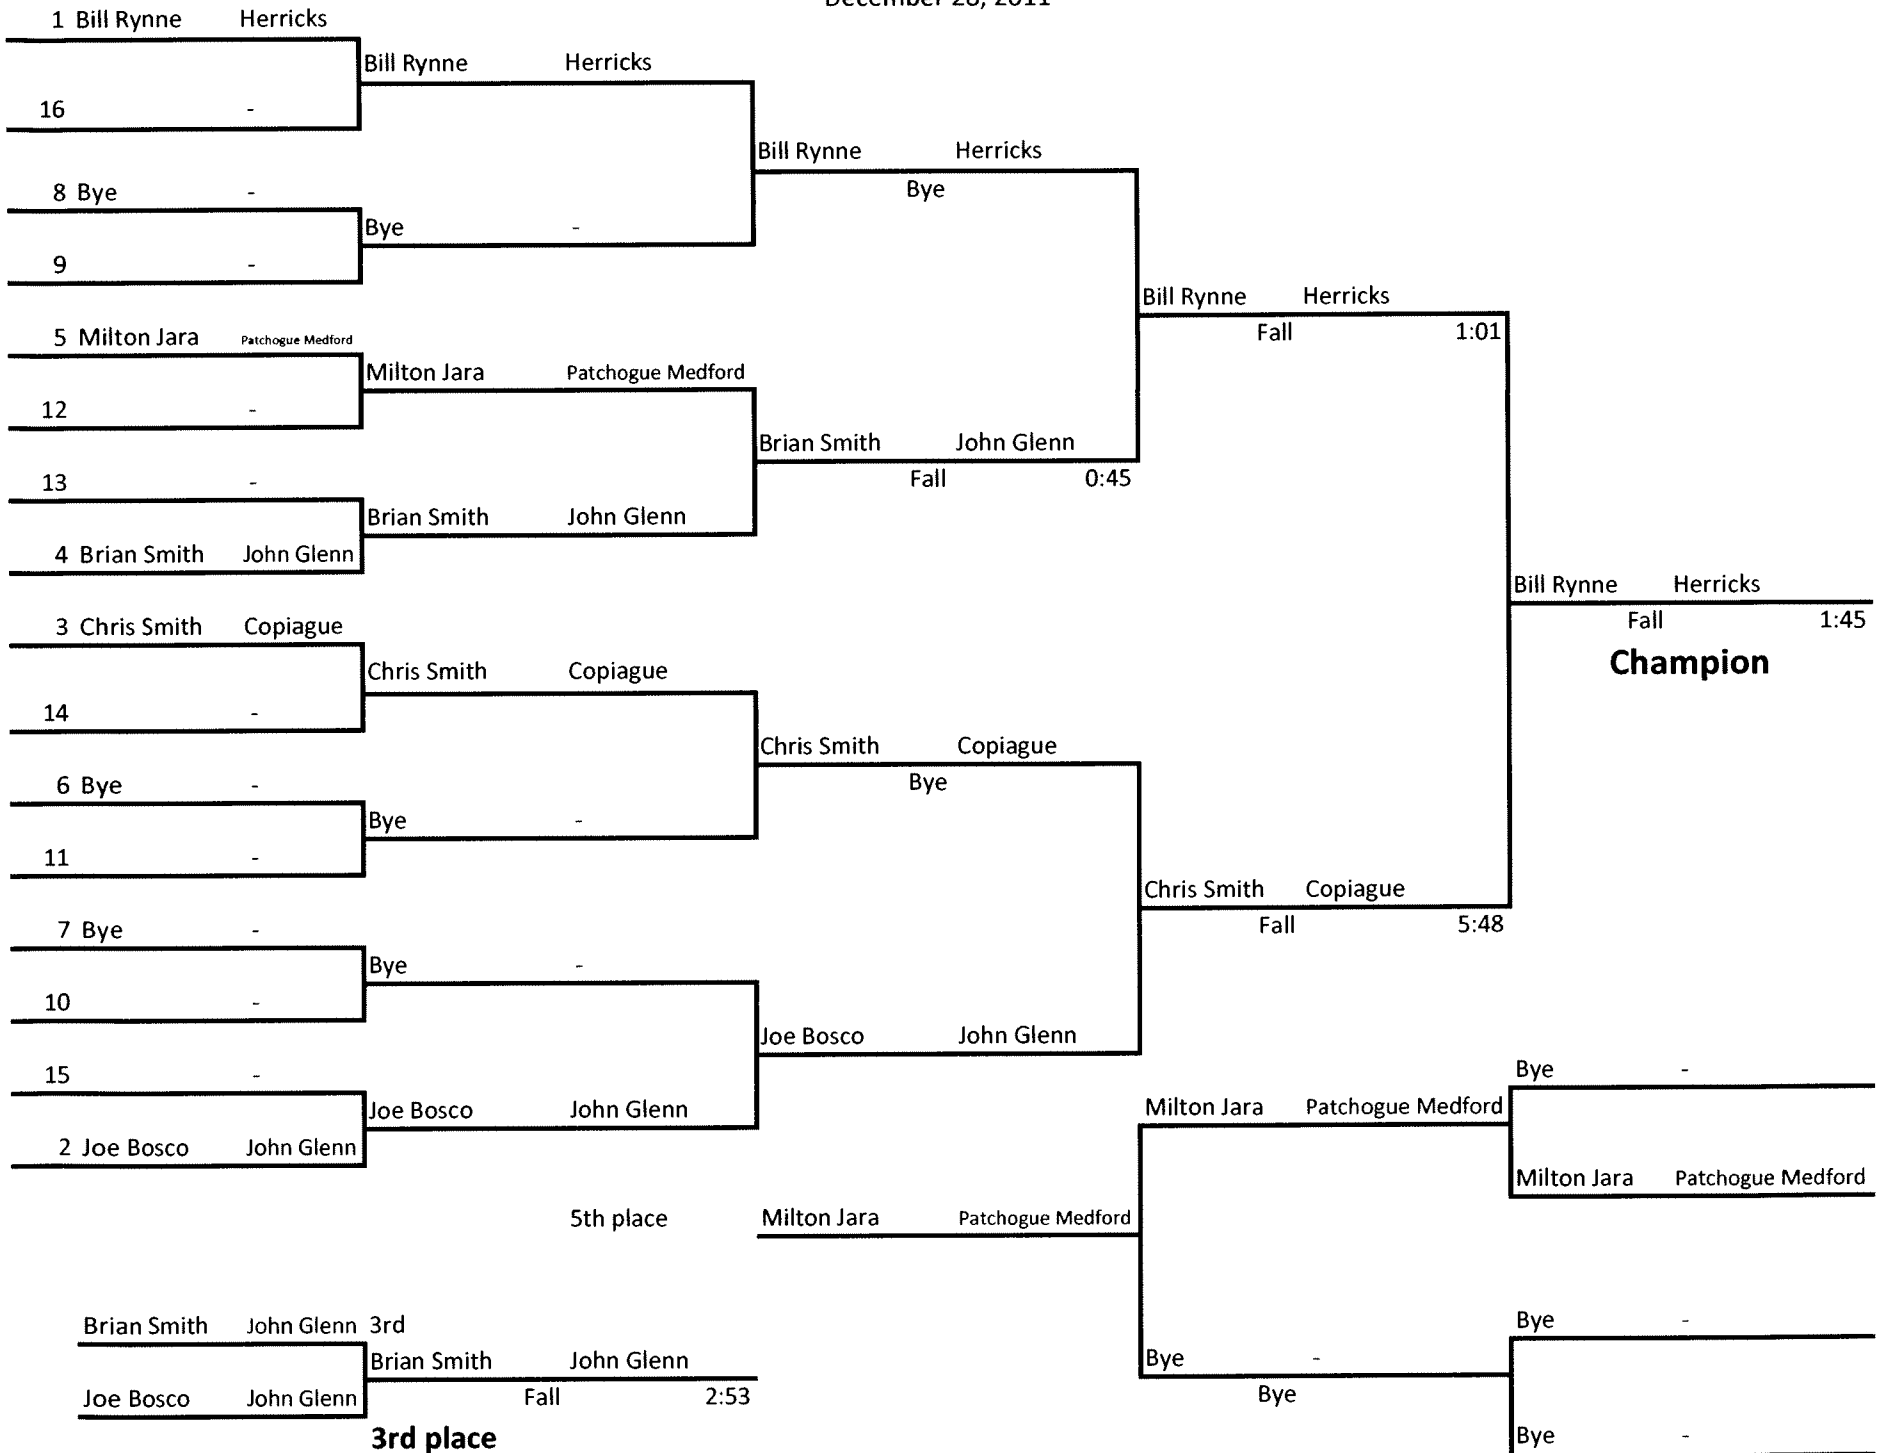 December 28, 2011
1 Bill Rynne Herricks
Bill Rynne Herricks
16 -
Bill Rynne Herricks
Bye
8 Bye -
Bye -
9 -
Bill Rynne Herricks
Fall 1:01
5 Milton Jara Patchogue Medford
Milton Jara Patchogue Medford
12 -
Brian Smith John Glenn
Fall 0:45
13 -
Brian Smith John Glenn
4 Brian Smith John Glenn
Bill Rynne Herricks
Fall 1:45
Champion
3 Chris Smith Copiague
Chris Smith Copiague
14 -
Chris Smith Copiague
Bye
6 Bye -
Bye -
11 -
Chris Smith Copiague
Fall 5:48
7 Bye -
Bye -
10 -
Joe Bosco John Glenn
15 -
Joe Bosco John Glenn
2 Joe Bosco John Glenn
Bye -
Milton Jara Patchogue Medford
Milton Jara Patchogue Medford
5th place Milton Jara Patchogue Medford
Bye -
Brian Smith John Glenn 3rd
Brian Smith John Glenn
Fall 2:53
Joe Bosco John Glenn
3rd place
Bye -
Bye
Bye -